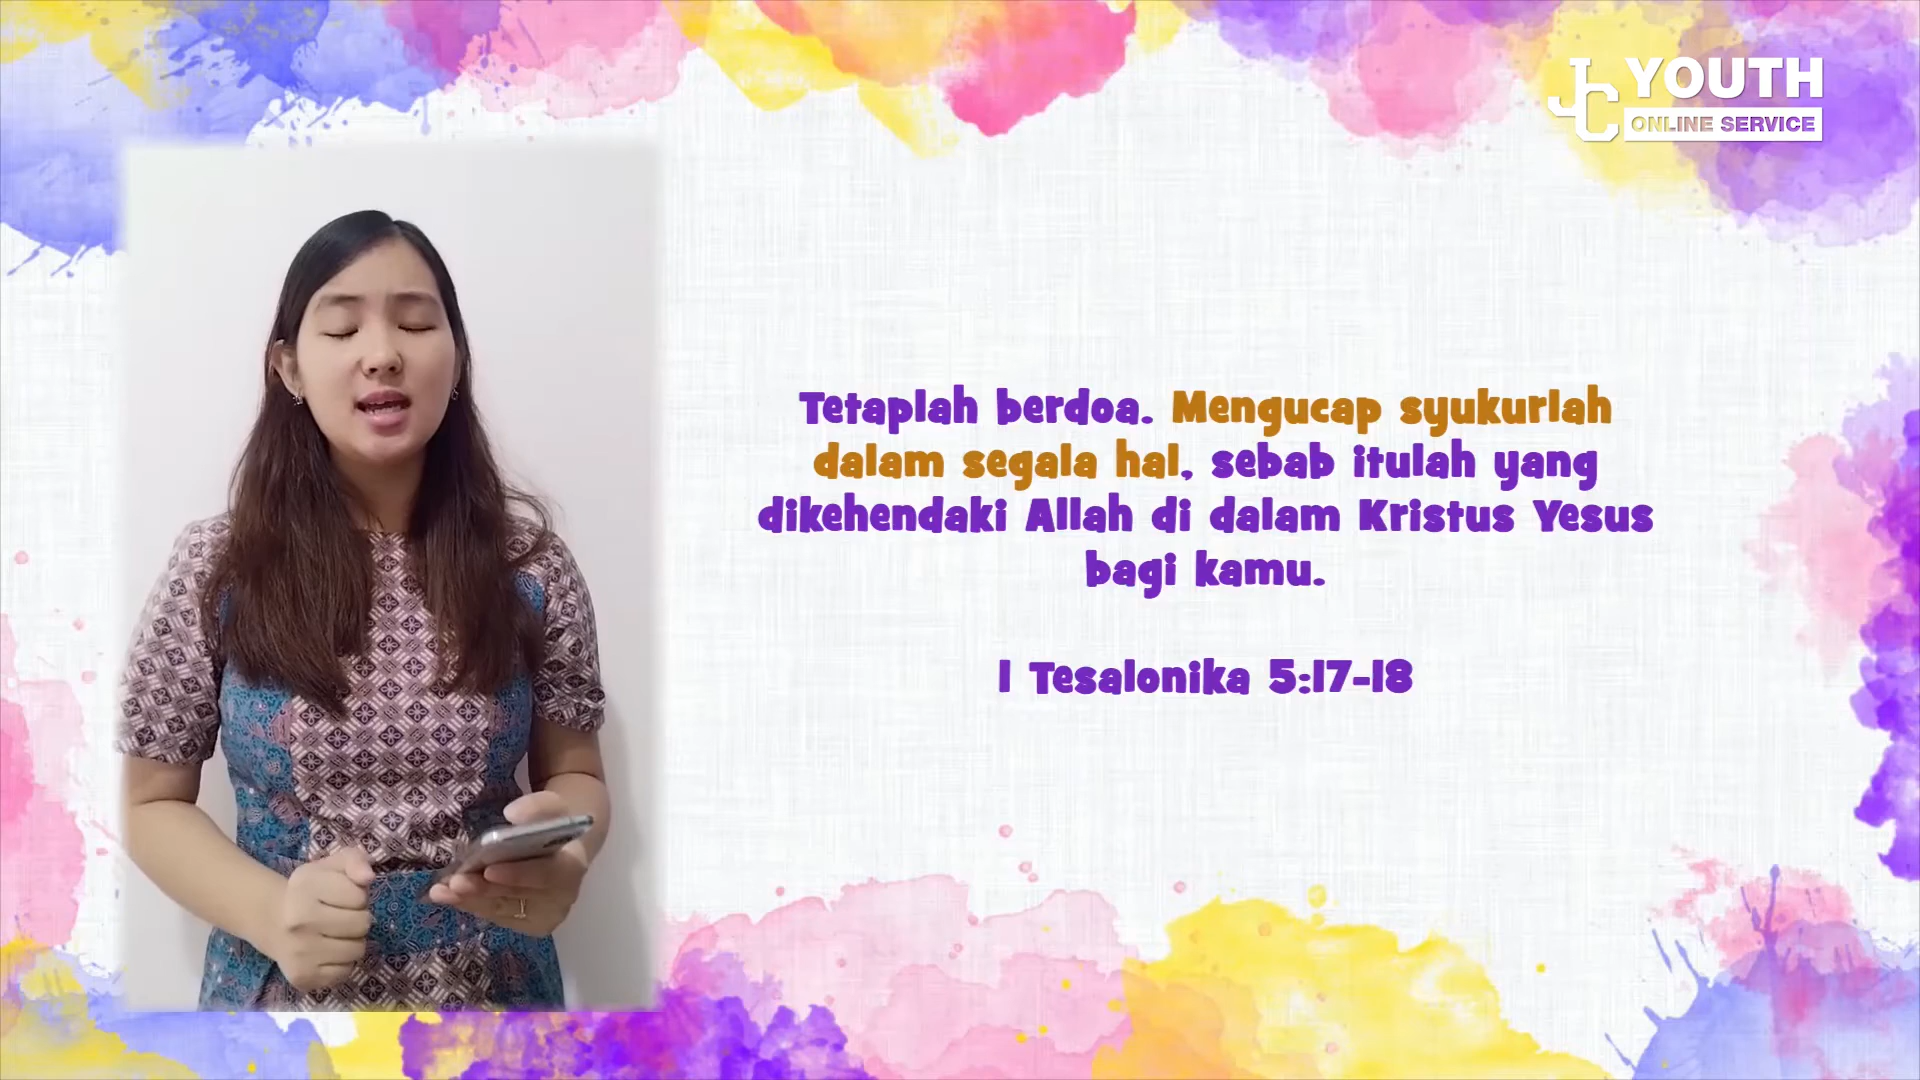 JC YOUTH
ONLINE SERVICE
Tetaplah berdoa. Mengucap syukurlah
dalam segala hal, sebab itulah yang
dikehendaki Allah di dalam Kristus Yesus
bagi kamu.
1 Tesalonika 5:17-18